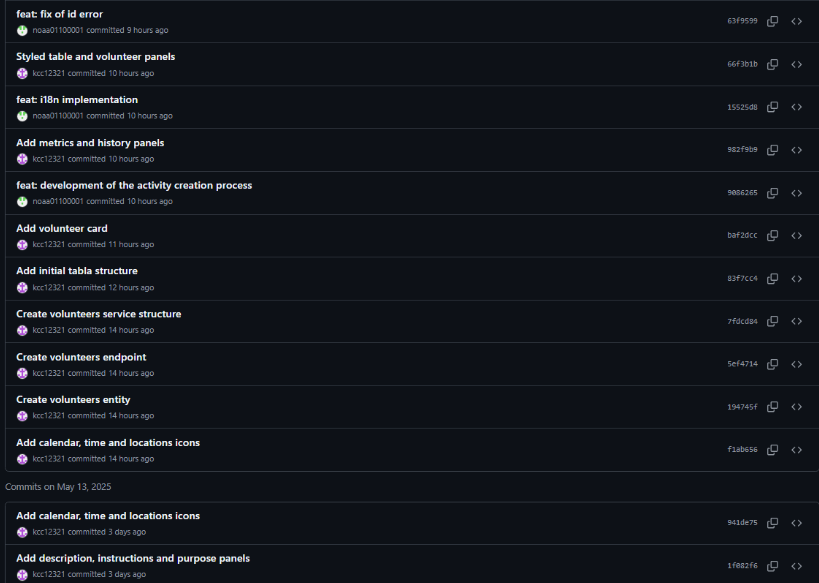 feat: fix of id error
noaa01100001 committed 9 hours ago
63f9599
Styled table and volunteer panels
kcc12321 committed 10 hours ago
66f3b1b
feat: i18n implementation
noaa01100001 committed 10 hours ago
15525d8
Add metrics and history panels
kcc12321 committed 10 hours ago
982f9b9
feat: development of the activity creation process
noaa01100001 committed 10 hours ago
9086265
Add volunteer card
kcc12321 committed 11 hours ago
baf2dcc
Add initial tabla structure
kcc12321 committed 12 hours ago
83f7cc4
Create volunteers service structure
kcc12321 committed 14 hours ago
7fdcd84
Create volunteers endpoint
kcc12321 committed 14 hours ago
5ef4714
Create volunteers entity
kcc12321 committed 14 hours ago
194745f
Add calendar, time and locations icons
kcc12321 committed 14 hours ago
f1ab656
Commits on May 13, 2025
Add calendar, time and locations icons
kcc12321 committed 3 days ago
941de75
Add description, instructions and purpose panels
kcc12321 committed 3 days ago
1f082f6